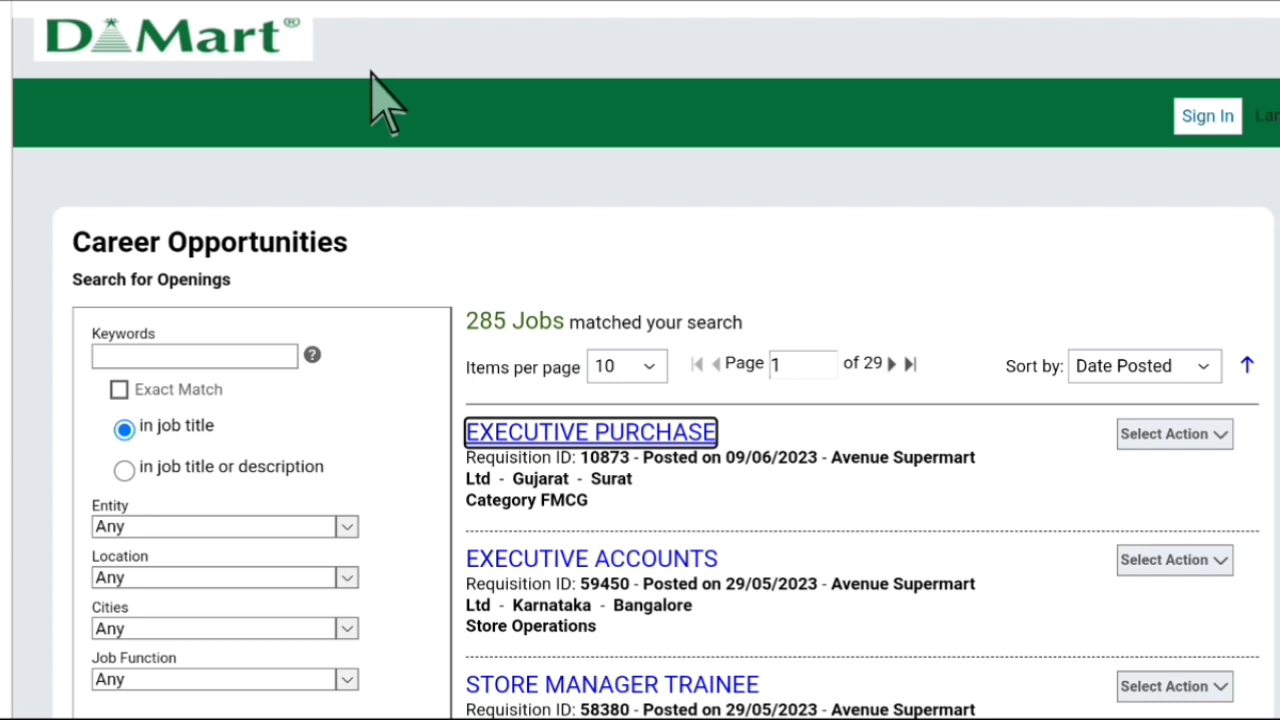 DMart®
Sign In
Career Opportunities
Search for Openings
Keywords
Exact Match
in job title
in job title or description
Entity
Any
Location
Any
Cities
Any
Job Function
Any
285 Jobs matched your search
Items per page 10 Page 1 of 29 Sort by: Date Posted
EXECUTIVE PURCHASE
Select Action
Requisition ID: 10873 - Posted on 09/06/2023 - Avenue Supermart
Ltd - Gujarat - Surat
Category FMCG
EXECUTIVE ACCOUNTS
Select Action
Requisition ID: 59450 - Posted on 29/05/2023 - Avenue Supermart
Ltd - Karnataka - Bangalore
Store Operations
STORE MANAGER TRAINEE
Select Action
Requisition ID: 58380 - Posted on 29/05/2023 - Avenue Supermart